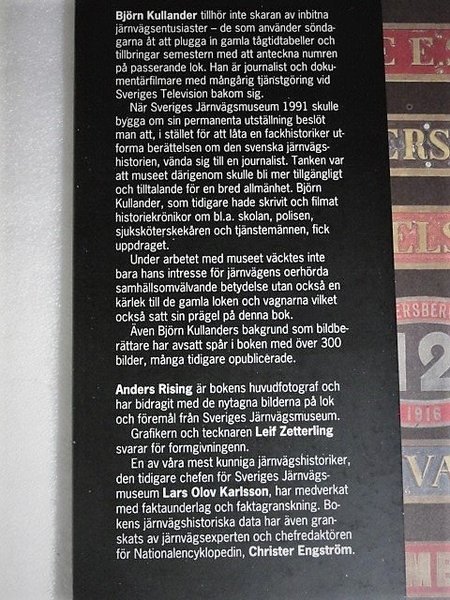 Björn Kullander tillhör inte skaran av inbitna
järnvägsentusiaster – de som använder sönda-
garna åt att plugga in gamla tågtidtabeller och
tillbringar semestern med att anteckna numren
på passerande lok. Han är journalist och doku-
mentärfilmare med mångårig tjänstgöring vid
Sveriges Television bakom sig.
När Sveriges Järnvägsmuseum 1991 skulle
bygga om sin permanenta utställning beslöt
man att, i stället för att låta en fackhistoriker ut-
forma berättelsen om den svenska järnvägs-
historien, vända sig till en journalist. Tanken var
att museet därigenom skulle bli mer tillgängligt
och tilltalande för en bred allmänhet. Björn
Kullander, som tidigare hade skrivit och filmat
historiekrönikor om bl.a. skolan, polisen,
sjuksköterskekåren och tjänstemännen, fick
uppdraget.
Under arbetet med museet väcktes inte
bara hans intresse för järnvägens oerhörda
samhällsomvälvande betydelse utan också en
kärlek till de gamla loken och vagnarna vilket
också satt sin prägel på denna bok.
Även Björn Kullanders bakgrund som bildbe-
rättare har avsatt spår i boken med över 300
bilder, många tidigare opublicerade.
Anders Rising är bokens huvudfotograf och
har bidragit med de nytagna bilderna på lok
och föremål från Sveriges Järnvägsmuseum.
Grafikern och tecknaren Leif Zetterling
svarar för formgivningenn.
En av våra mest kunniga järnvägshistoriker,
den tidigare chefen för Sveriges Järnvägs-
museum Lars Olov Karlsson, har medverkat
med faktaunderlag och faktagranskning. Bo-
kens järnvägshistoriska data har även gran-
skats av järnvägsexperten och chefredaktören
för Nationalencyklopedin, Christer Engström.
EES
ERS
ELS
ERSBERG
12
1916
VA
ME